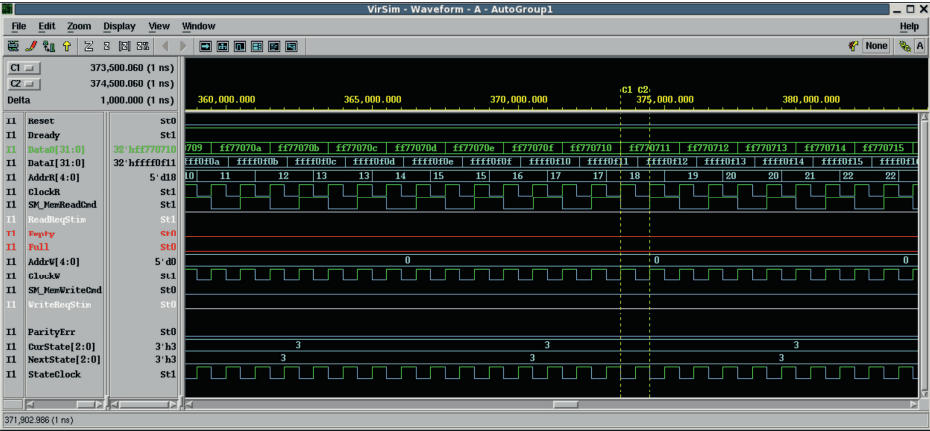 VirSim - Waveform - A - AutoGroup1
File Edit Zoom Display View Window Help
None A
C1 373,500.060 (1 ns)
C2 374,500.060 (1 ns)
Delta 1,000.000 (1 ns)
C1 C2
360,000.000 365,000.000 370,000.000 375,000.000 380,000.000
I1 Reset St0
I1 Dready St1
I1 DataO[31:0] 32'hff770710 0709 ff77070a ff77070b ff77070c ff77070d ff77070e ff77070f ff770710 ff770711 ff770712 ff770713 ff770714 ff770715
I1 DataI[31:0] 32'hffff0f11 fff0f0a ffff0f0b ffff0f0c ffff0f0d ffff0f0e ffff0f0f ffff0f10 ffff0f11 ffff0f12 ffff0f13 ffff0f14 ffff0f15 ffff0f16
I1 AddrR[4:0] 5'd18 10 11 12 13 13 14 15 15 16 17 17 18 19 20 20 21 22 22
I1 ClockR St1
I1 SM_MemReadCmd St1
I1 ReadReqStim St1
I1 Empty St0
I1 Full St0
I1 AddrW[4:0] 5'd0 0 0 0
I1 ClockW St1
I1 SM_MemWriteCmd St0
I1 WriteReqStim St0
I1 ParityErr St0
I1 CurState[2:0] 3'h3 3 3 3
I1 NextState[2:0] 3'h3 3 3 3
I1 StateClock St1
371,902.986 (1 ns)